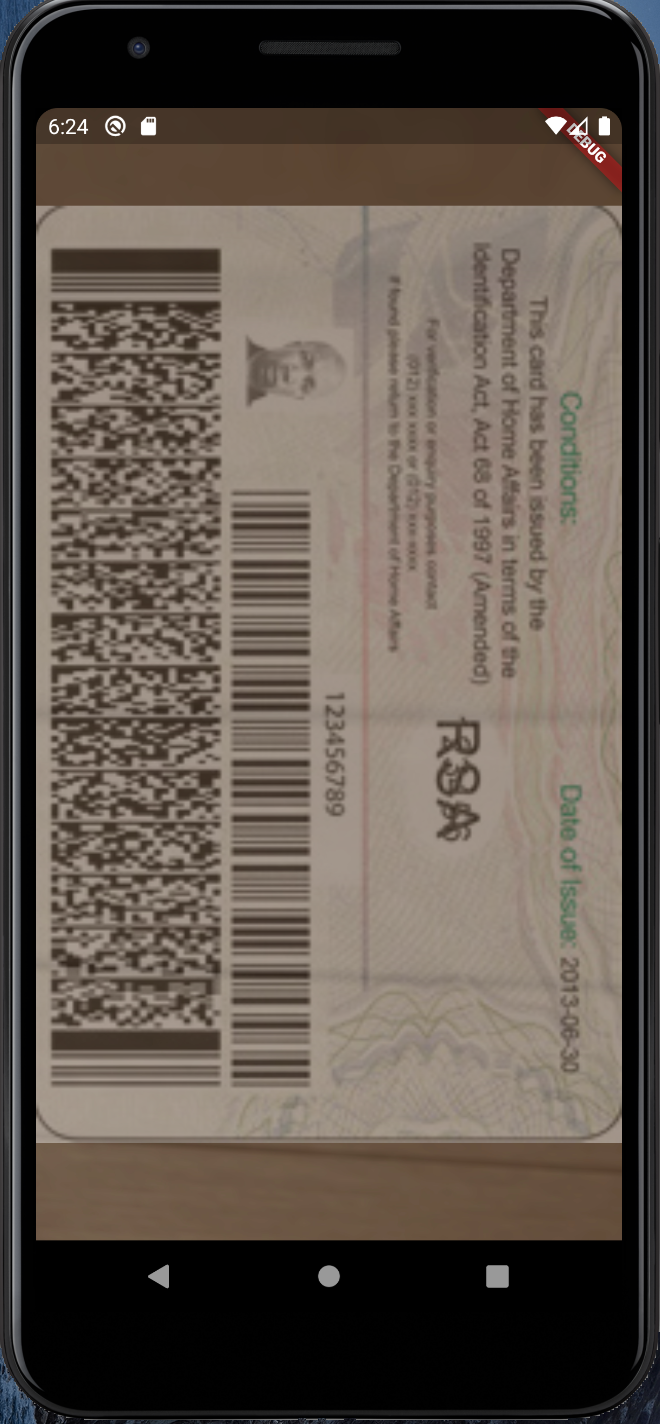 6:24
DEBUG
Conditions: Date of Issue: 2013-06-30
This card has been issued by the
Department of Home Affairs in terms of the
Identification Act, Act 68 of 1997 (Amended)
RSA
For verification or enquiry purposes contact
(012) xxx xxxx or (012) xxx-xxxx
If found please return to the Department of Home Affairs
123456789